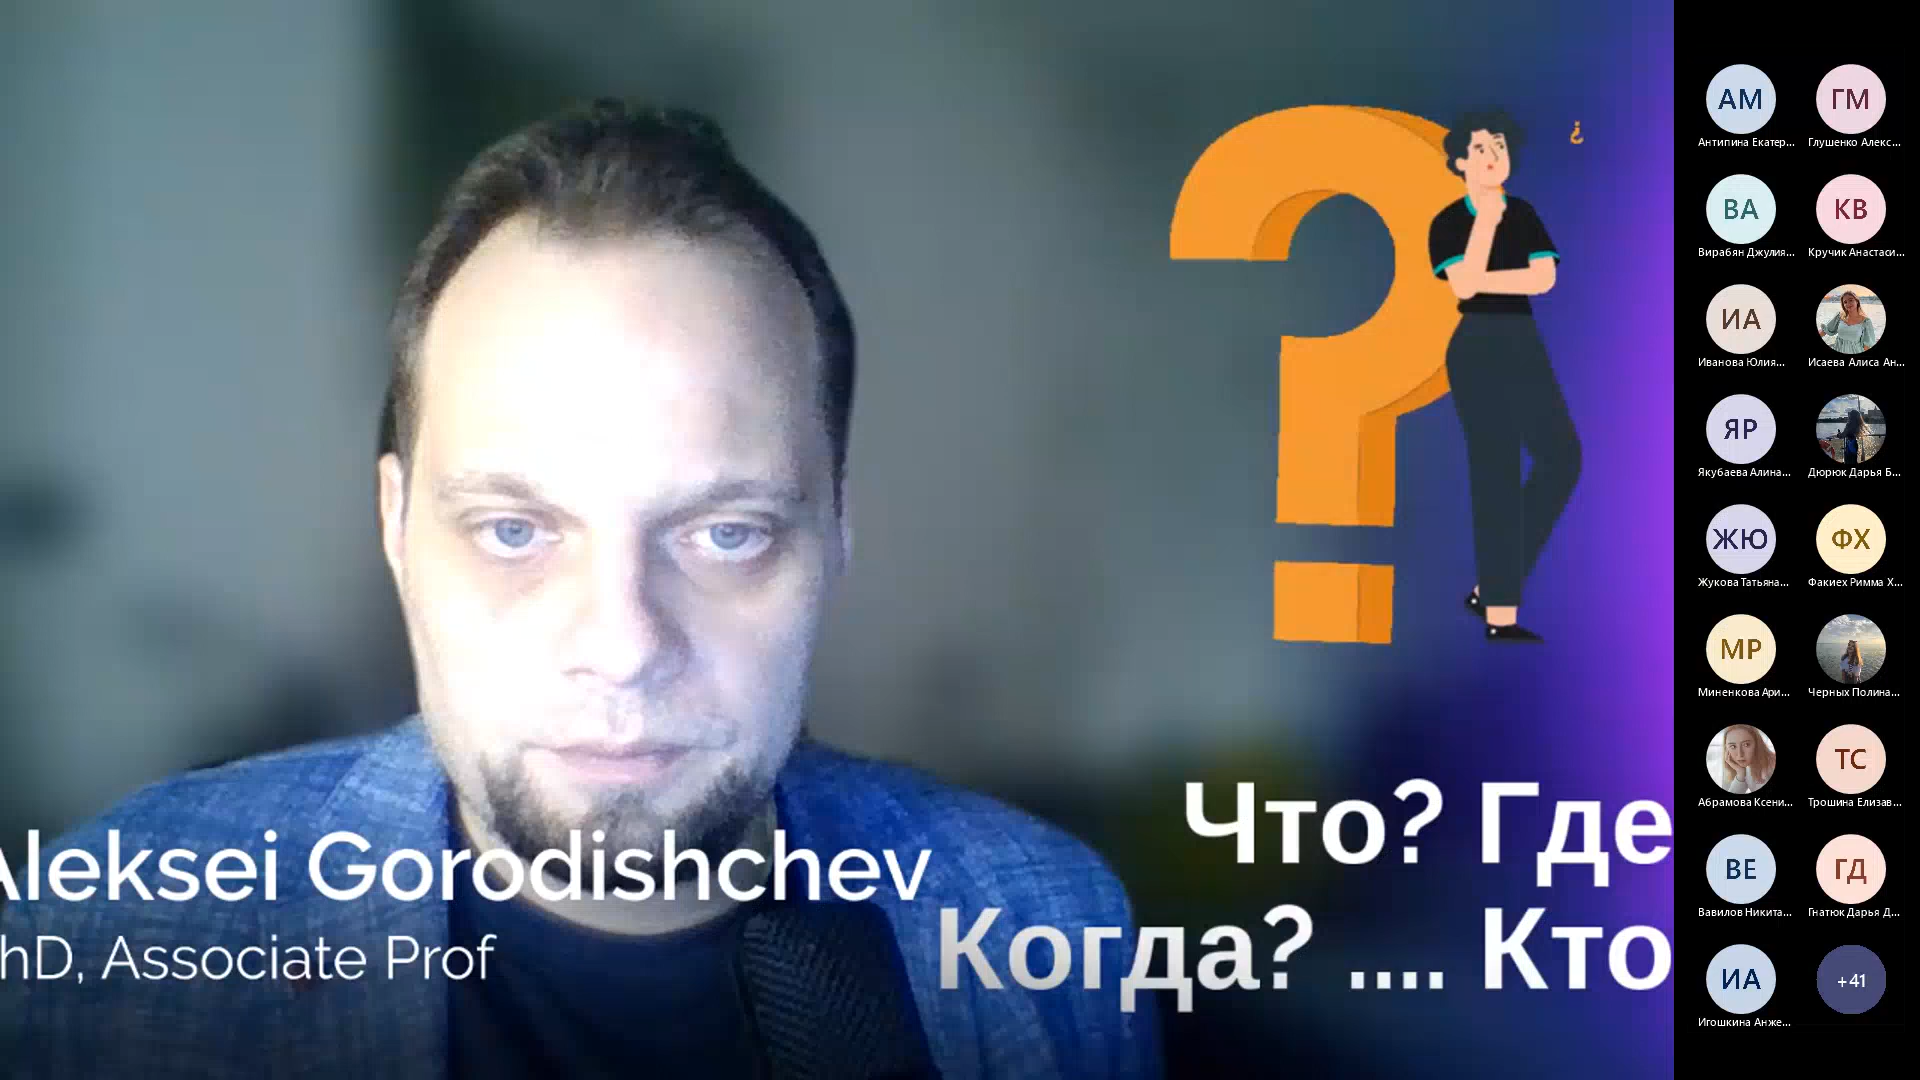 ¿
Что? Где
Aleksei Gorodishchev
Когда? .... Кто
hD, Associate Prof
АМ
Антипина Екатер...
ГМ
Глушенко Алекс...
ВА
Вирабян Джулия...
КВ
Кручик Анастаси...
ИА
Иванова Юлия...
Исаева Алиса Ан...
ЯР
Якубаева Алина...
Дюрюк Дарья Б...
ЖЮ
Жукова Татьяна...
ФХ
Факиех Римма Х...
МР
Миненкова Ари...
Черных Полина...
Абрамова Ксени...
ТС
Трошина Елизав...
ВЕ
Вавилов Никита...
ГД
Гнатюк Дарья Д...
ИА
Игошкина Анже...
+41